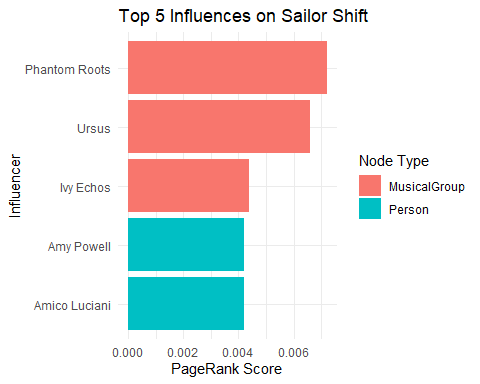 Top 5 Influences on Sailor Shift
Influencer
Phantom Roots
Ursus
Ivy Echos
Amy Powell
Amico Luciani
0.000 0.002 0.004 0.006
PageRank Score
Node Type
MusicalGroup
Person